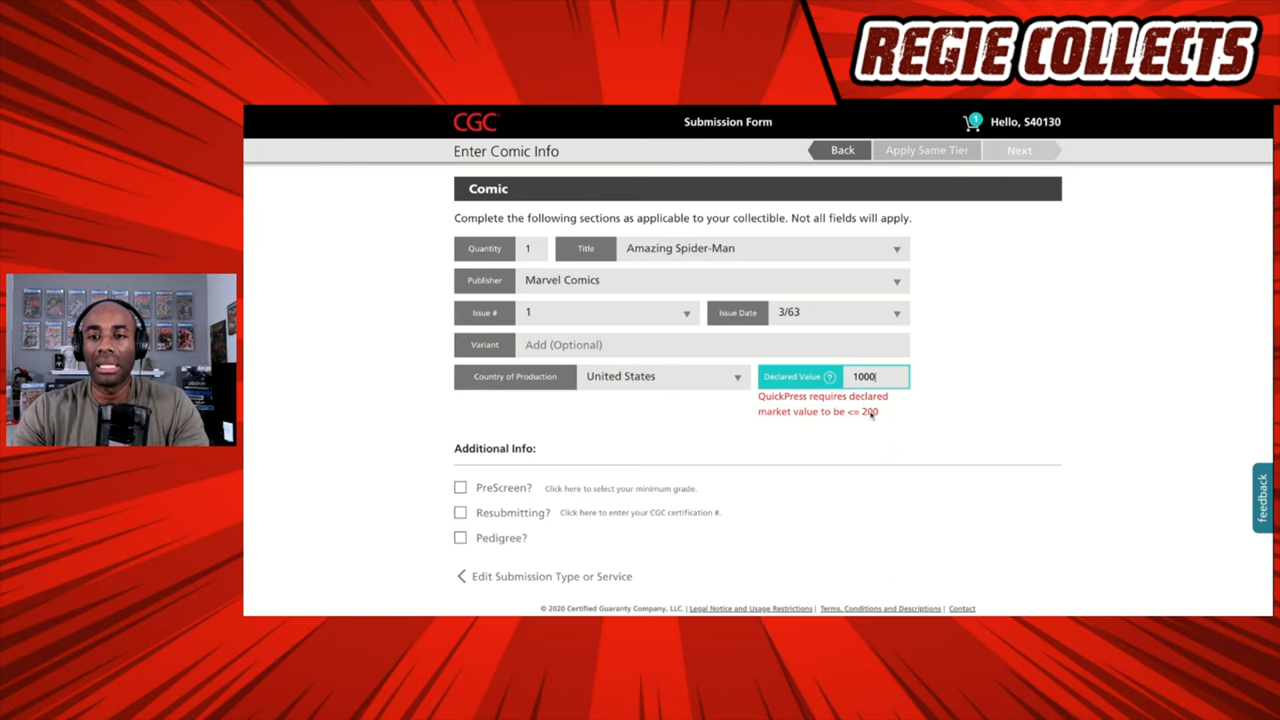 REGIE COLLECTS
CGC Submission Form 1 Hello, S40130
Enter Comic Info Back Apply Same Tier Next
Comic
Complete the following sections as applicable to your collectible. Not all fields will apply.
Quantity 1 Title Amazing Spider-Man
Publisher Marvel Comics
Issue # 1 Issue Date 3/63
Variant Add (Optional)
Country of Production United States Declared Value ? 1000
QuickPress requires declared
market value to be <= 200
Additional Info:
PreScreen? Click here to select your minimum grade.
Resubmitting? Click here to enter your CGC certification #.
Pedigree?
Edit Submission Type or Service
feedback
© 2020 Certified Guaranty Company, LLC. | Legal Notice and Usage Restrictions | Terms, Conditions and Descriptions | Contact